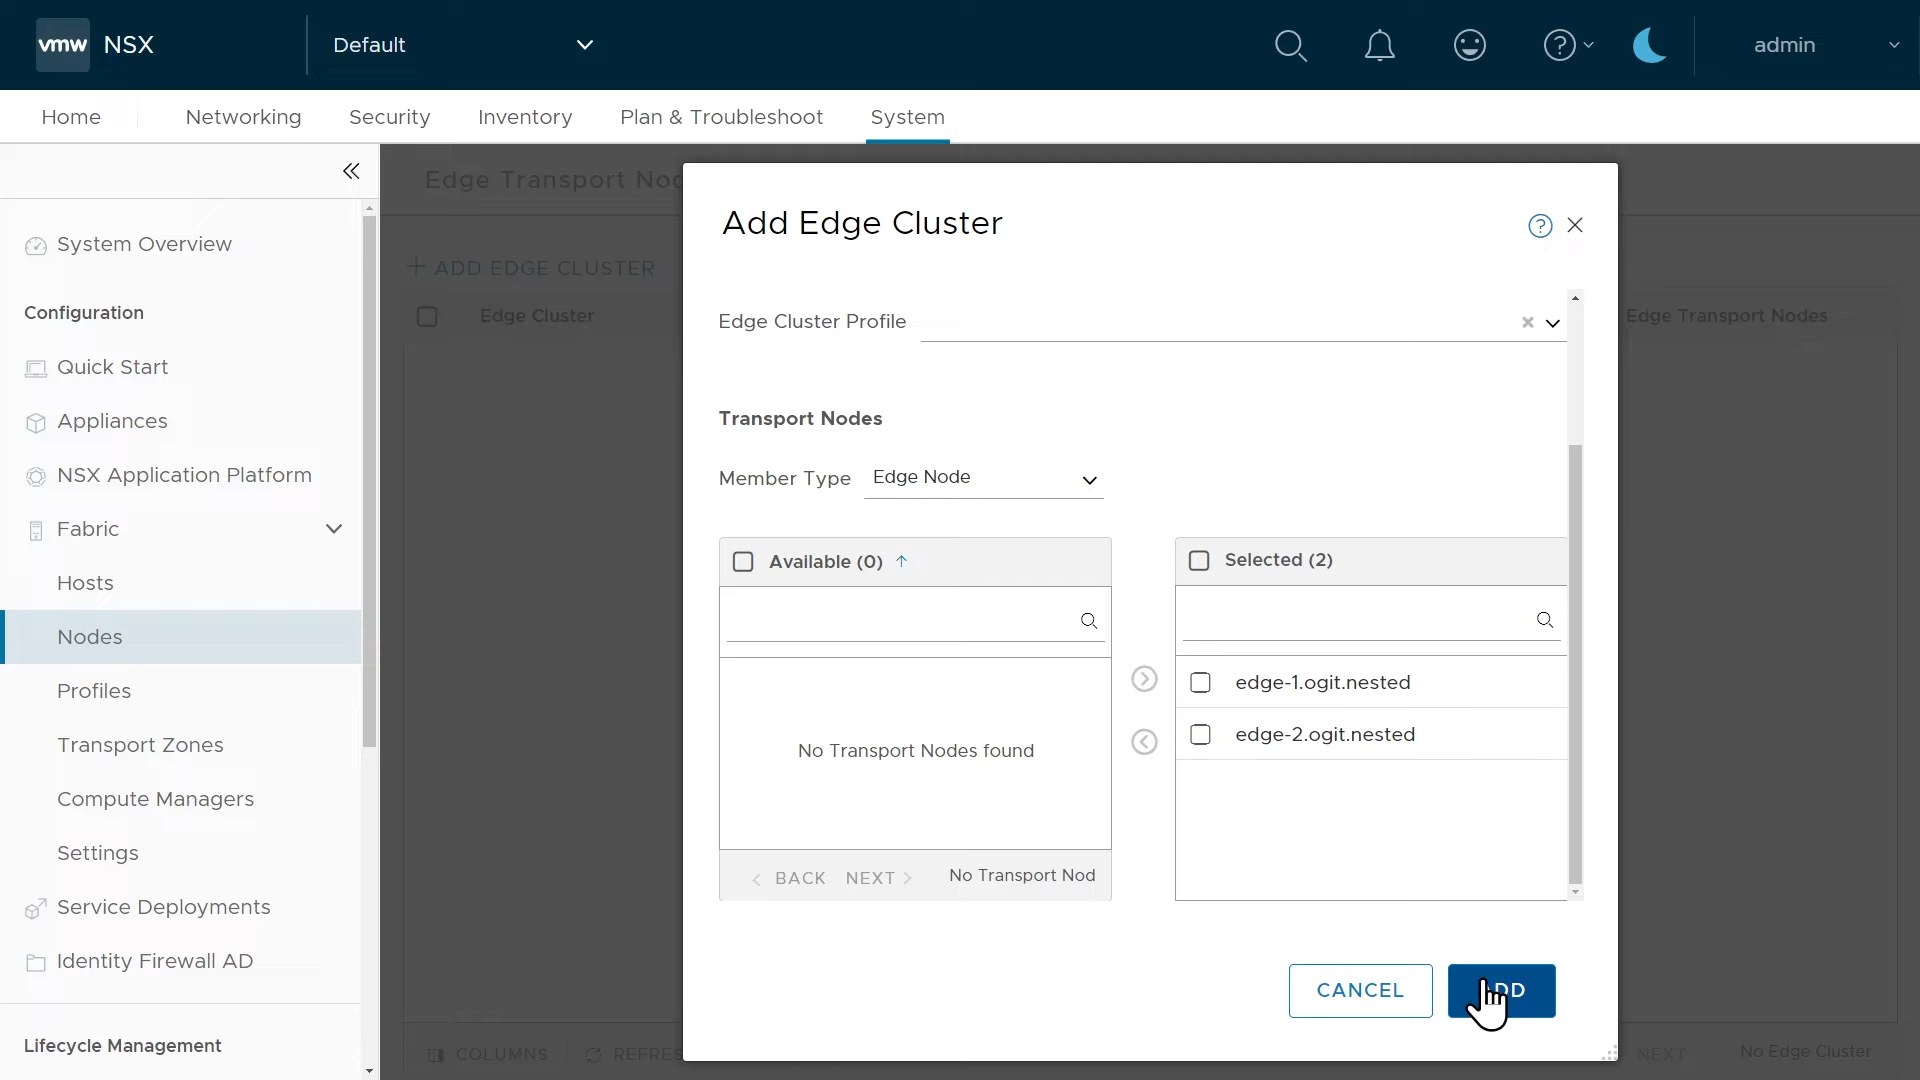 vmw NSX
Default
admin
Home
Networking
Security
Inventory
Plan & Troubleshoot
System
Edge Transport Nod
Add Edge Cluster
System Overview
+ ADD EDGE CLUSTER
Configuration
Edge Cluster
Edge Cluster Profile
Edge Transport Nodes
Quick Start
Appliances
Transport Nodes
NSX Application Platform
Member Type Edge Node
Fabric
Available (0)
Selected (2)
Hosts
Nodes
Profiles
edge-1.ogit.nested
edge-2.ogit.nested
Transport Zones
No Transport Nodes found
Compute Managers
Settings
BACK NEXT
No Transport Nod
Service Deployments
Identity Firewall AD
CANCEL
DD
Lifecycle Management
COLUMNS
REFRES
NEXT
No Edge Cluster